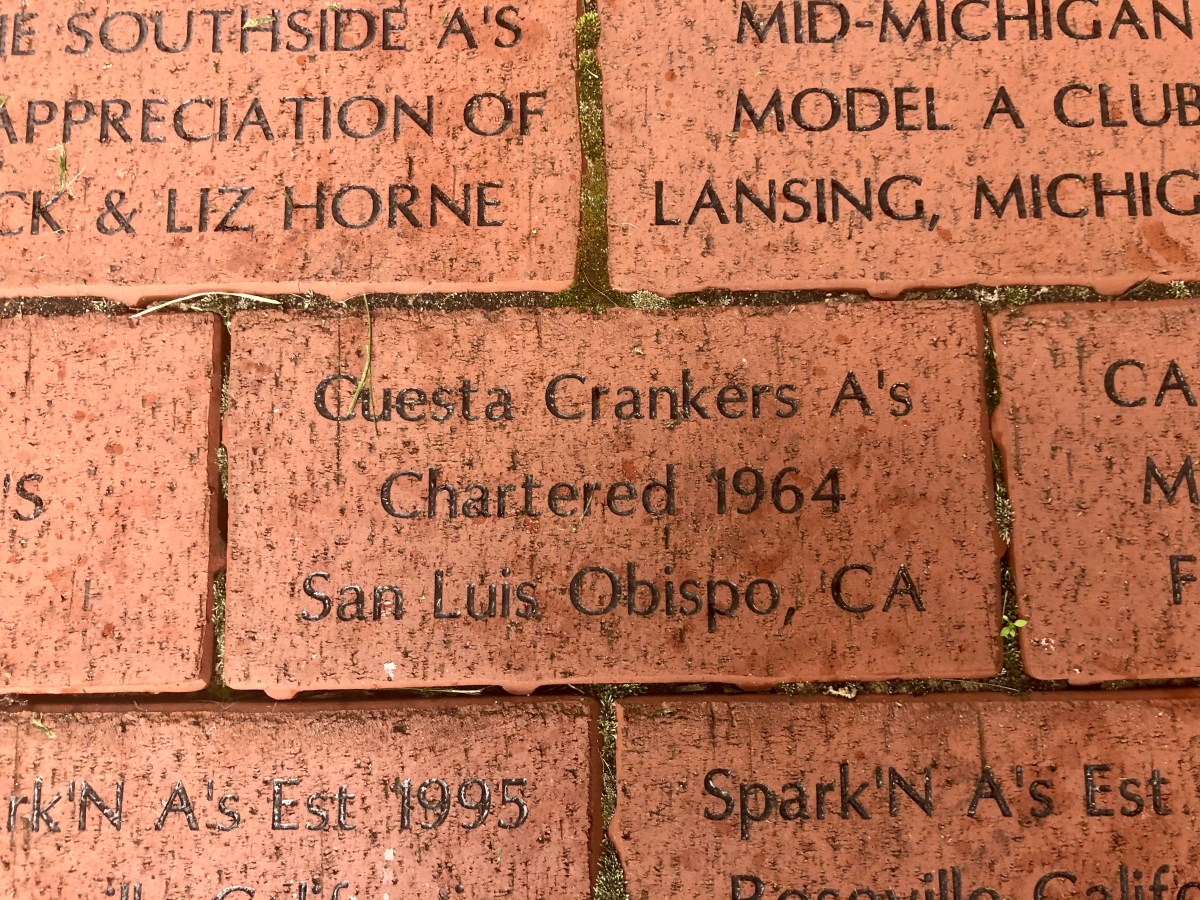 SOUTHSIDE A'S
APPRECIATION OF
& LIZ HORNE
MID-MICHIGAN
MODEL A CLUB
LANSING,
Cuesta Crankers A's
Chartered 1964
San Luis Obispo, CA
A's Est 1995
Spark'N A's Est
Roseville